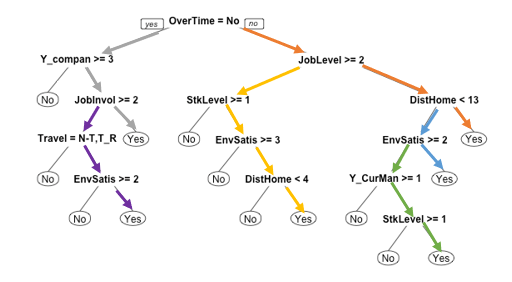 yes OverTime = No no
Y_compan >= 3 JobLevel >= 2
No JobInvol >= 2 StkLevel >= 1 DistHome < 13
Travel = N-T,T_R Yes No EnvSatis >= 3 EnvSatis >= 2 Yes
No EnvSatis >= 2 No DistHome < 4 Y_CurMan >= 1 Yes
No Yes No Yes No StkLevel >= 1
No Yes